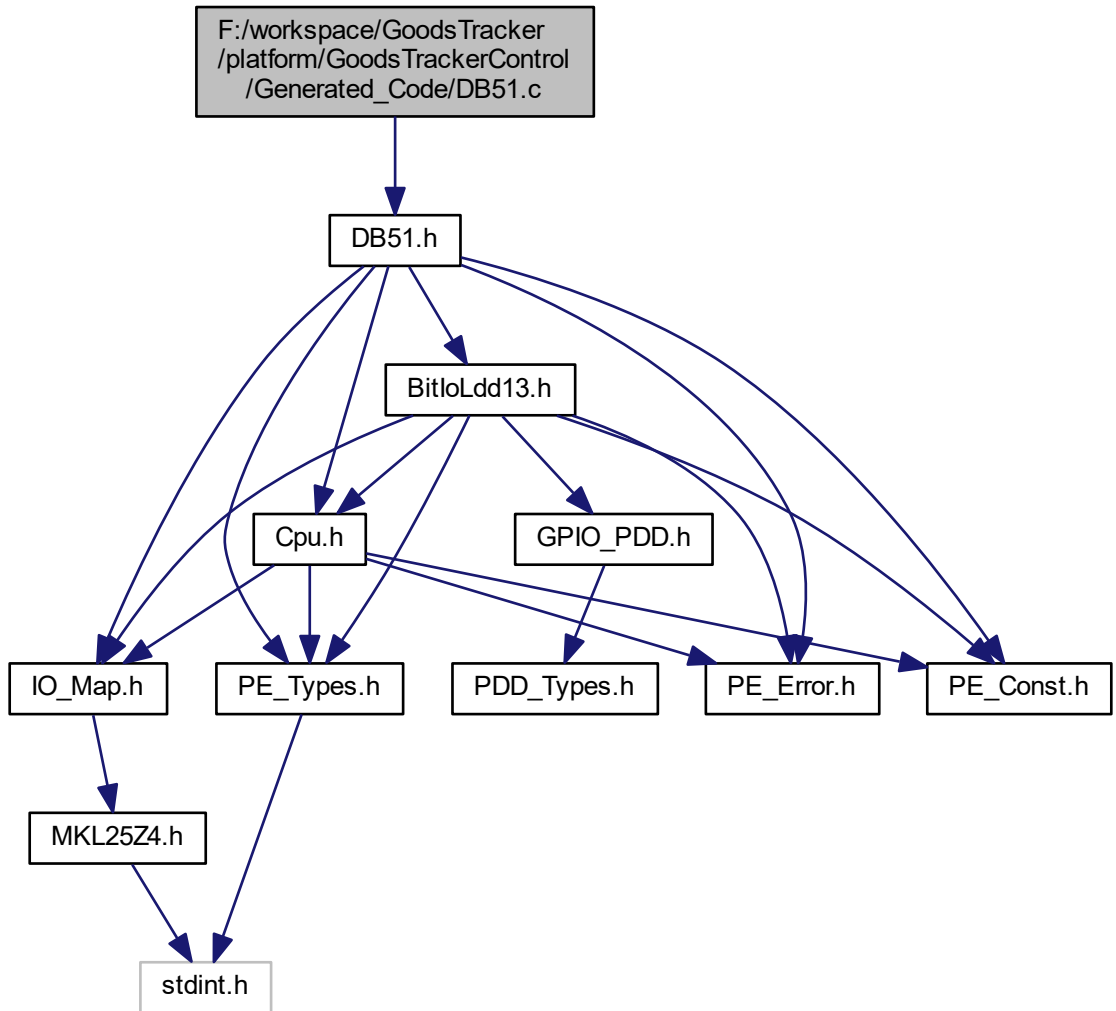 F:/workspace/GoodsTracker
/platform/GoodsTrackerControl
/Generated_Code/DB51.c
DB51.h
BitIoLdd13.h
Cpu.h
GPIO_PDD.h
IO_Map.h
PE_Types.h
PDD_Types.h
PE_Error.h
PE_Const.h
MKL25Z4.h
stdint.h